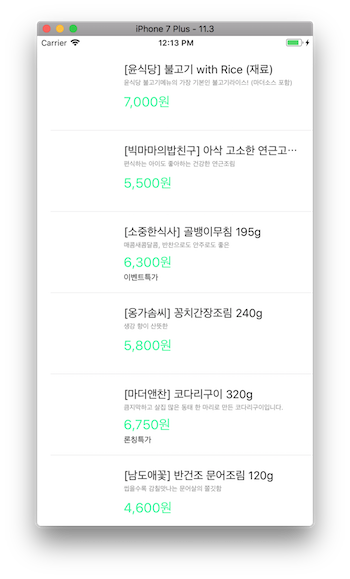 iPhone 7 Plus - 11.3
Carrier 12:13 PM
[윤식당] 불고기 with Rice (재료)
윤식당 불고기메뉴의 가장 기본인 불고기라이스! (마더소스 포함)
7,000원
[빅마마의밥친구] 아삭 고소한 연근고…
편식하는 아이도 좋아하는 건강한 연근조림
5,500원
[소중한식사] 골뱅이무침 195g
매콤새콤달콤, 반찬으로도 안주로도 좋은
6,300원
이벤트특가
[옹가솜씨] 꽁치간장조림 240g
생강 향이 산뜻한
5,800원
[마더앤찬] 코다리구이 320g
큼지막하고 살집 많은 동태 한 마리로 만든 코다리구이입니다.
6,750원
론칭특가
[남도애꽃] 반건조 문어조림 120g
씹을수록 감칠맛나는 문어살의 쫄깃함
4,600원